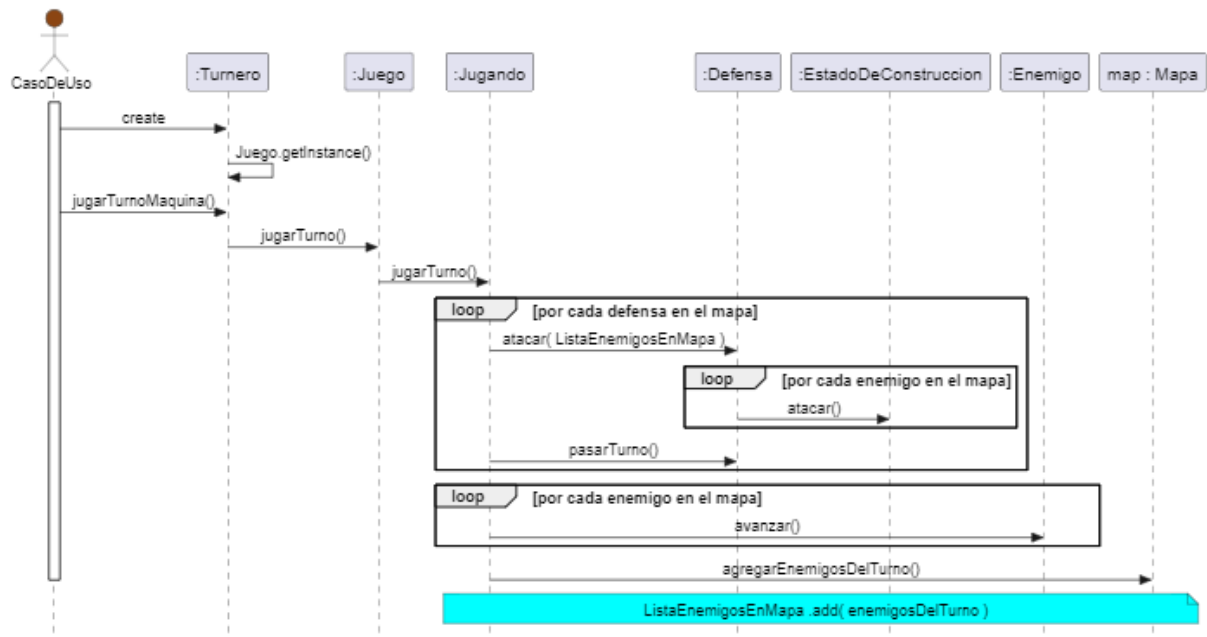 CasoDeUso
:Turnero
:Juego
:Jugando
:Defensa
:EstadoDeConstruccion
:Enemigo
map : Mapa
create
Juego.getInstance()
jugarTurnoMaquina()
jugarTurno()
jugarTurno()
loop
[por cada defensa en el mapa]
atacar( ListaEnemigosEnMapa )
loop
[por cada enemigo en el mapa]
atacar()
pasarTurno()
loop
[por cada enemigo en el mapa]
avanzar()
agregarEnemigosDelTurno()
ListaEnemigosEnMapa .add( enemigosDelTurno )